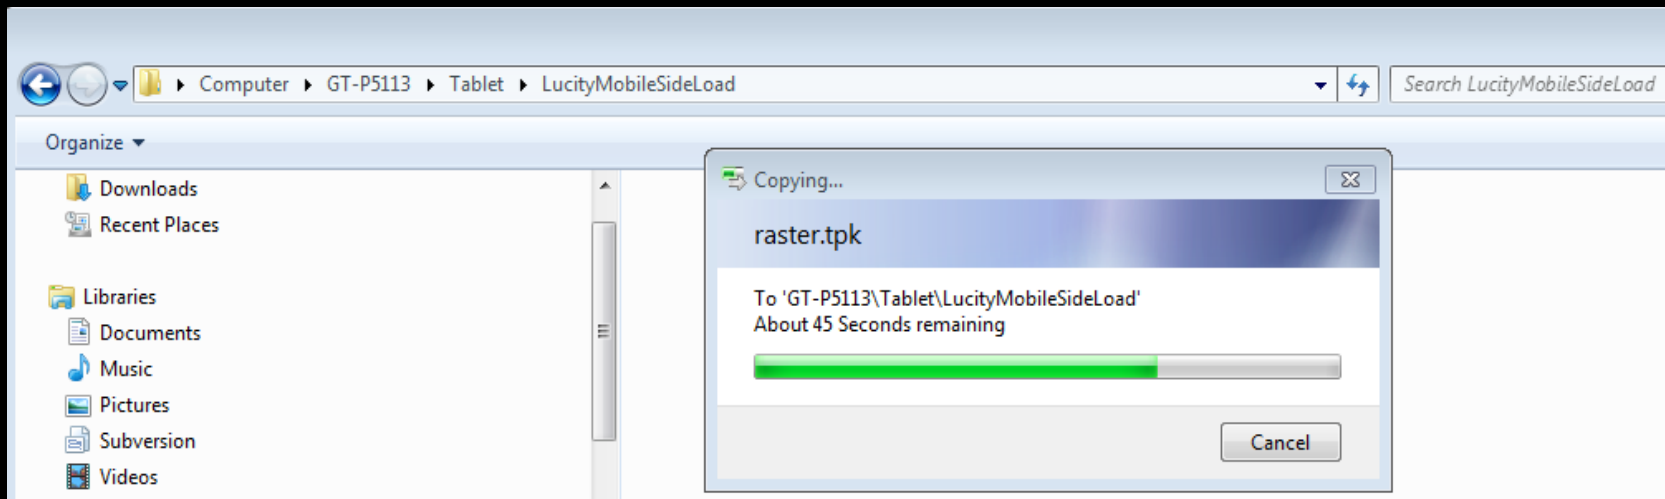 Computer GT-P5113 Tablet LucityMobileSideLoad Search LucityMobileSideLoad
Organize
Downloads
Recent Places
Libraries
Documents
Music
Pictures
Subversion
Videos
Copying...
raster.tpk
To 'GT-P5113\Tablet\LucityMobileSideLoad'
About 45 Seconds remaining
Cancel